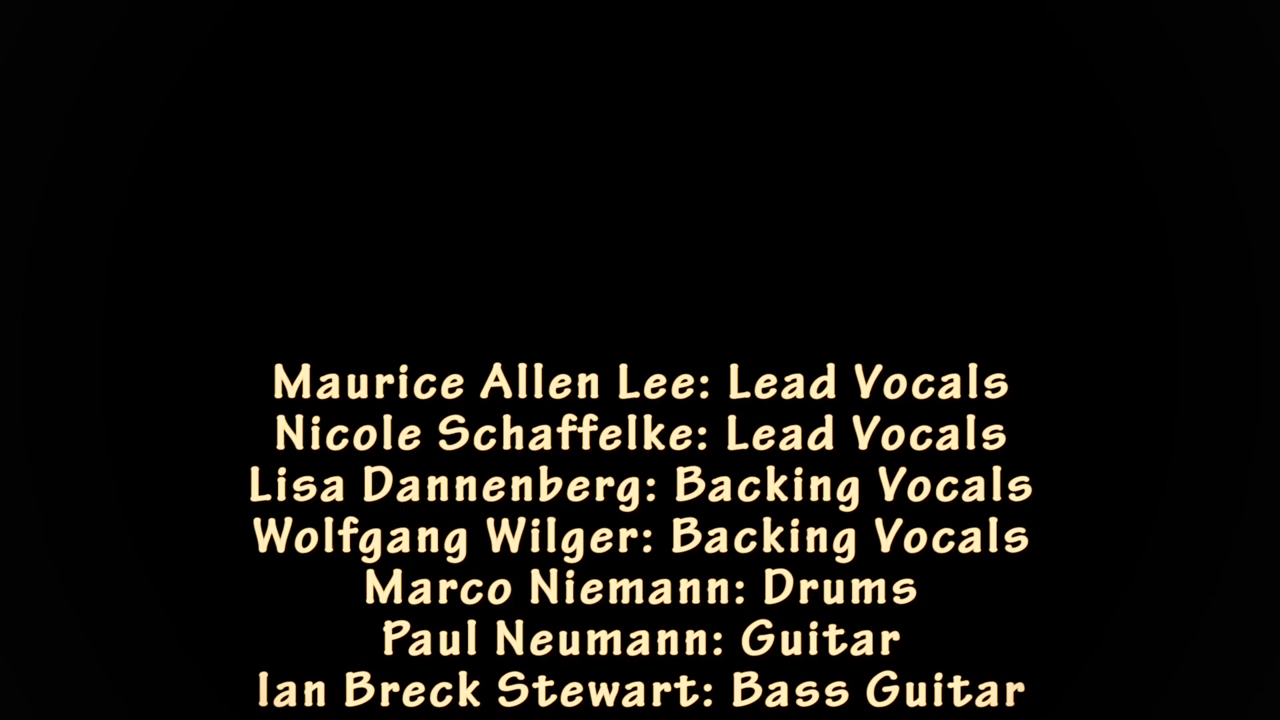 Maurice Allen Lee: Lead Vocals
Nicole Schaffelke: Lead Vocals
Lisa Dannenberg: Backing Vocals
Wolfgang Wilger: Backing Vocals
Marco Niemann: Drums
Paul Neumann: Guitar
Ian Breck Stewart: Bass Guitar